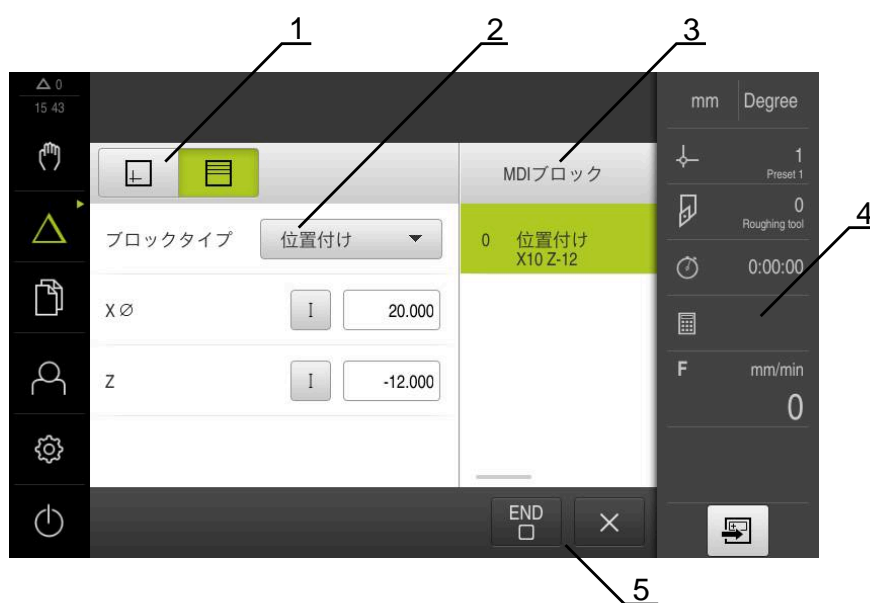 1
2
3
4
5
0
15 43
mm Degree
1
Preset 1
MDIブロック
0
Roughing tool
ブロックタイプ 位置付け
0 位置付け
X10 Z-12
0:00:00
X Ø I 20.000
Z I -12.000
F mm/min
0
END